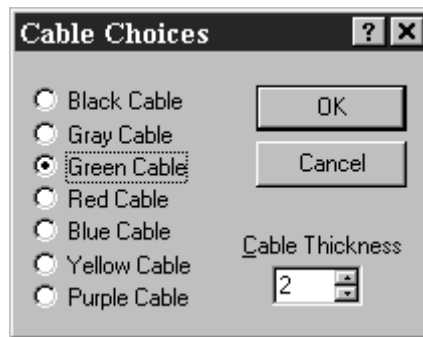 Cable Choices
?
Black Cable
Gray Cable
Green Cable
Red Cable
Blue Cable
Yellow Cable
Purple Cable
OK
Cancel
Cable Thickness
2